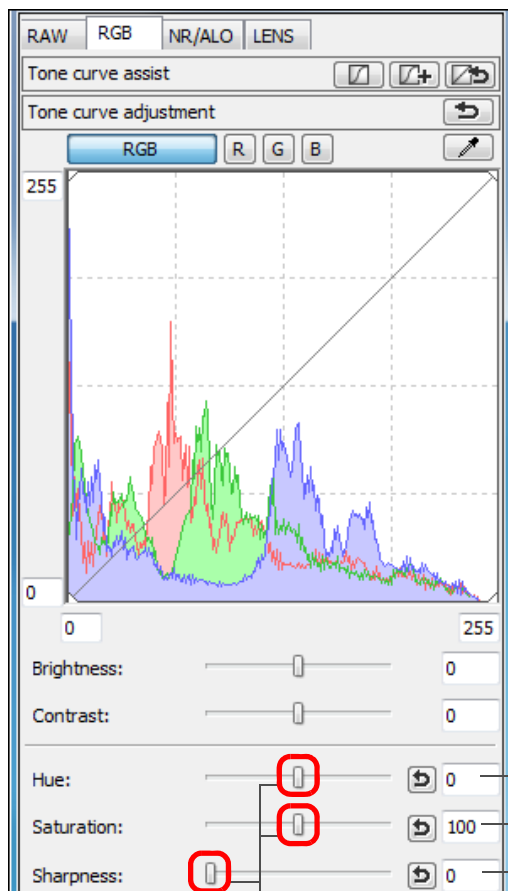 RAW RGB NR/ALO LENS
Tone curve assist
Tone curve adjustment
RGB R G B
255
0
0 255
Brightness: 0
Contrast: 0
Hue: 0
Saturation: 100
Sharpness: 0